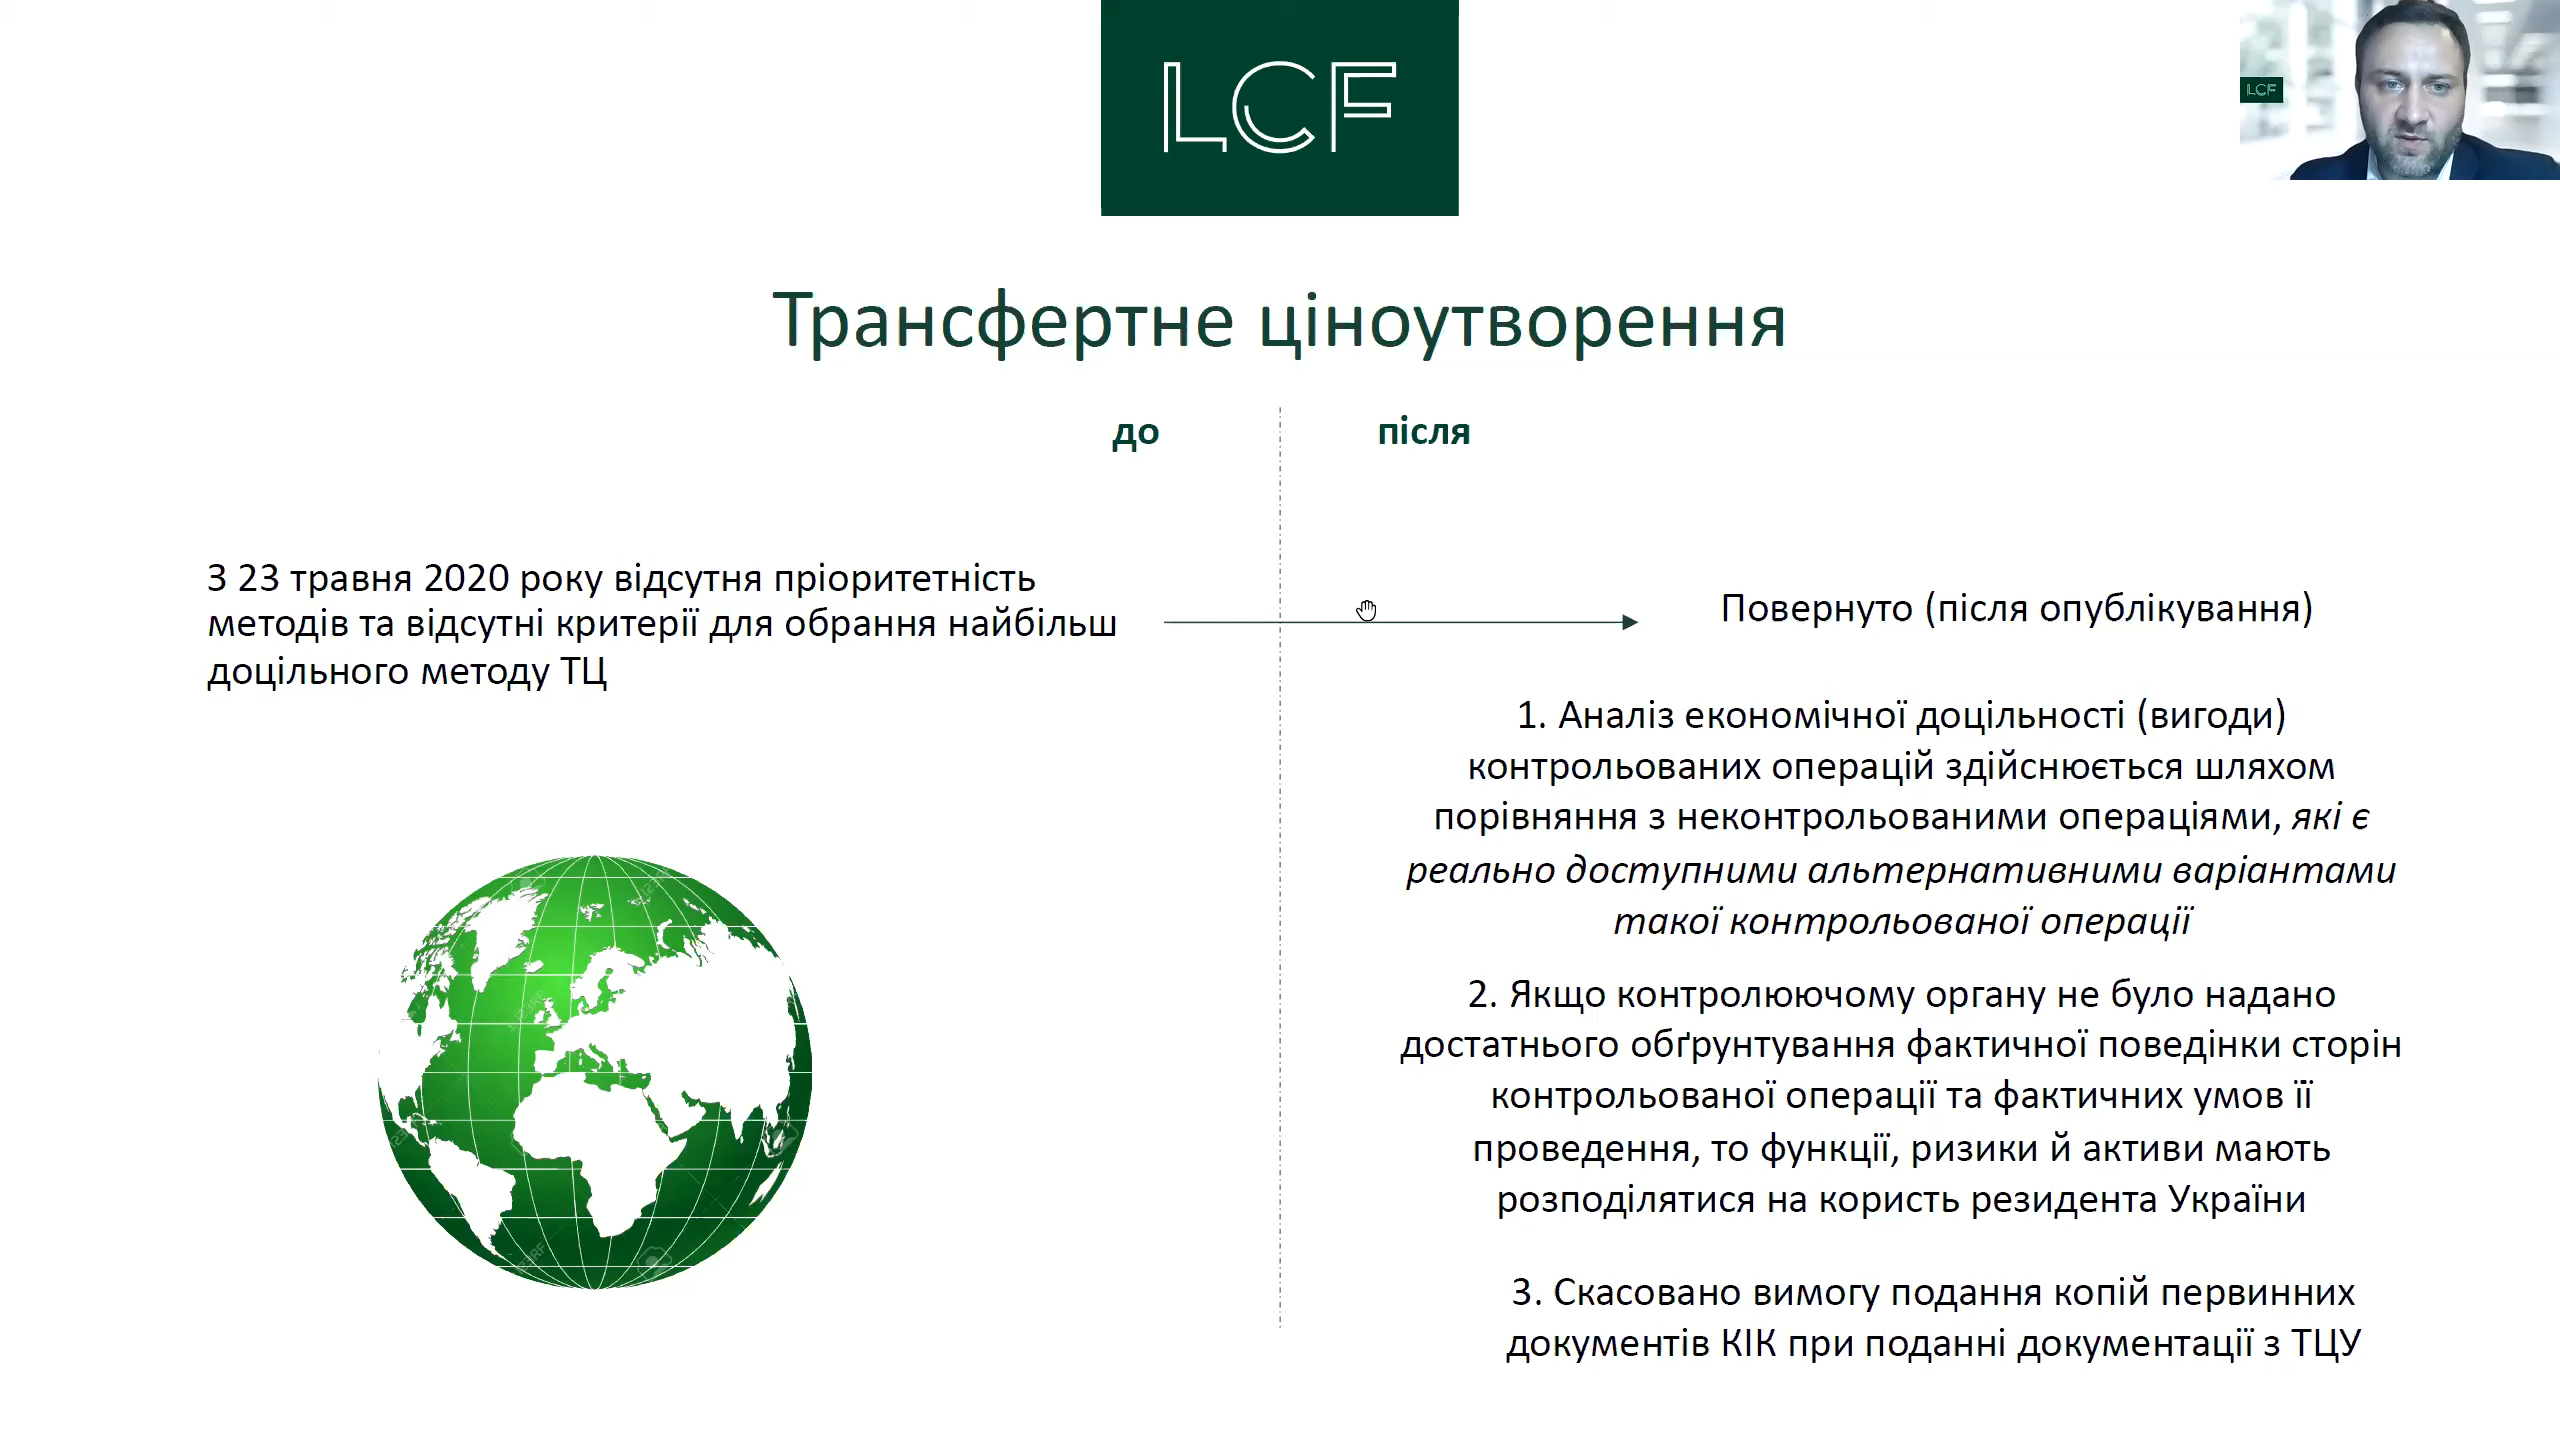 LCF
LCF
Трансфертне ціноутворення
до
після
З 23 травня 2020 року відсутня пріоритетність
методів та відсутні критерії для обрання найбільш
доцільного методу ТЦ
Повернуто (після опублікування)
1. Аналіз економічної доцільності (вигоди)
контрольованих операцій здійснюється шляхом
порівняння з неконтрольованими операціями, які є
реально доступними альтернативними варіантами
такої контрольованої операції
2. Якщо контролюючому органу не було надано
достатнього обґрунтування фактичної поведінки сторін
контрольованої операції та фактичних умов її
проведення, то функції, ризики й активи мають
розподілятися на користь резидента України
3. Скасовано вимогу подання копій первинних
документів КІК при поданні документації з ТЦУ
123RF